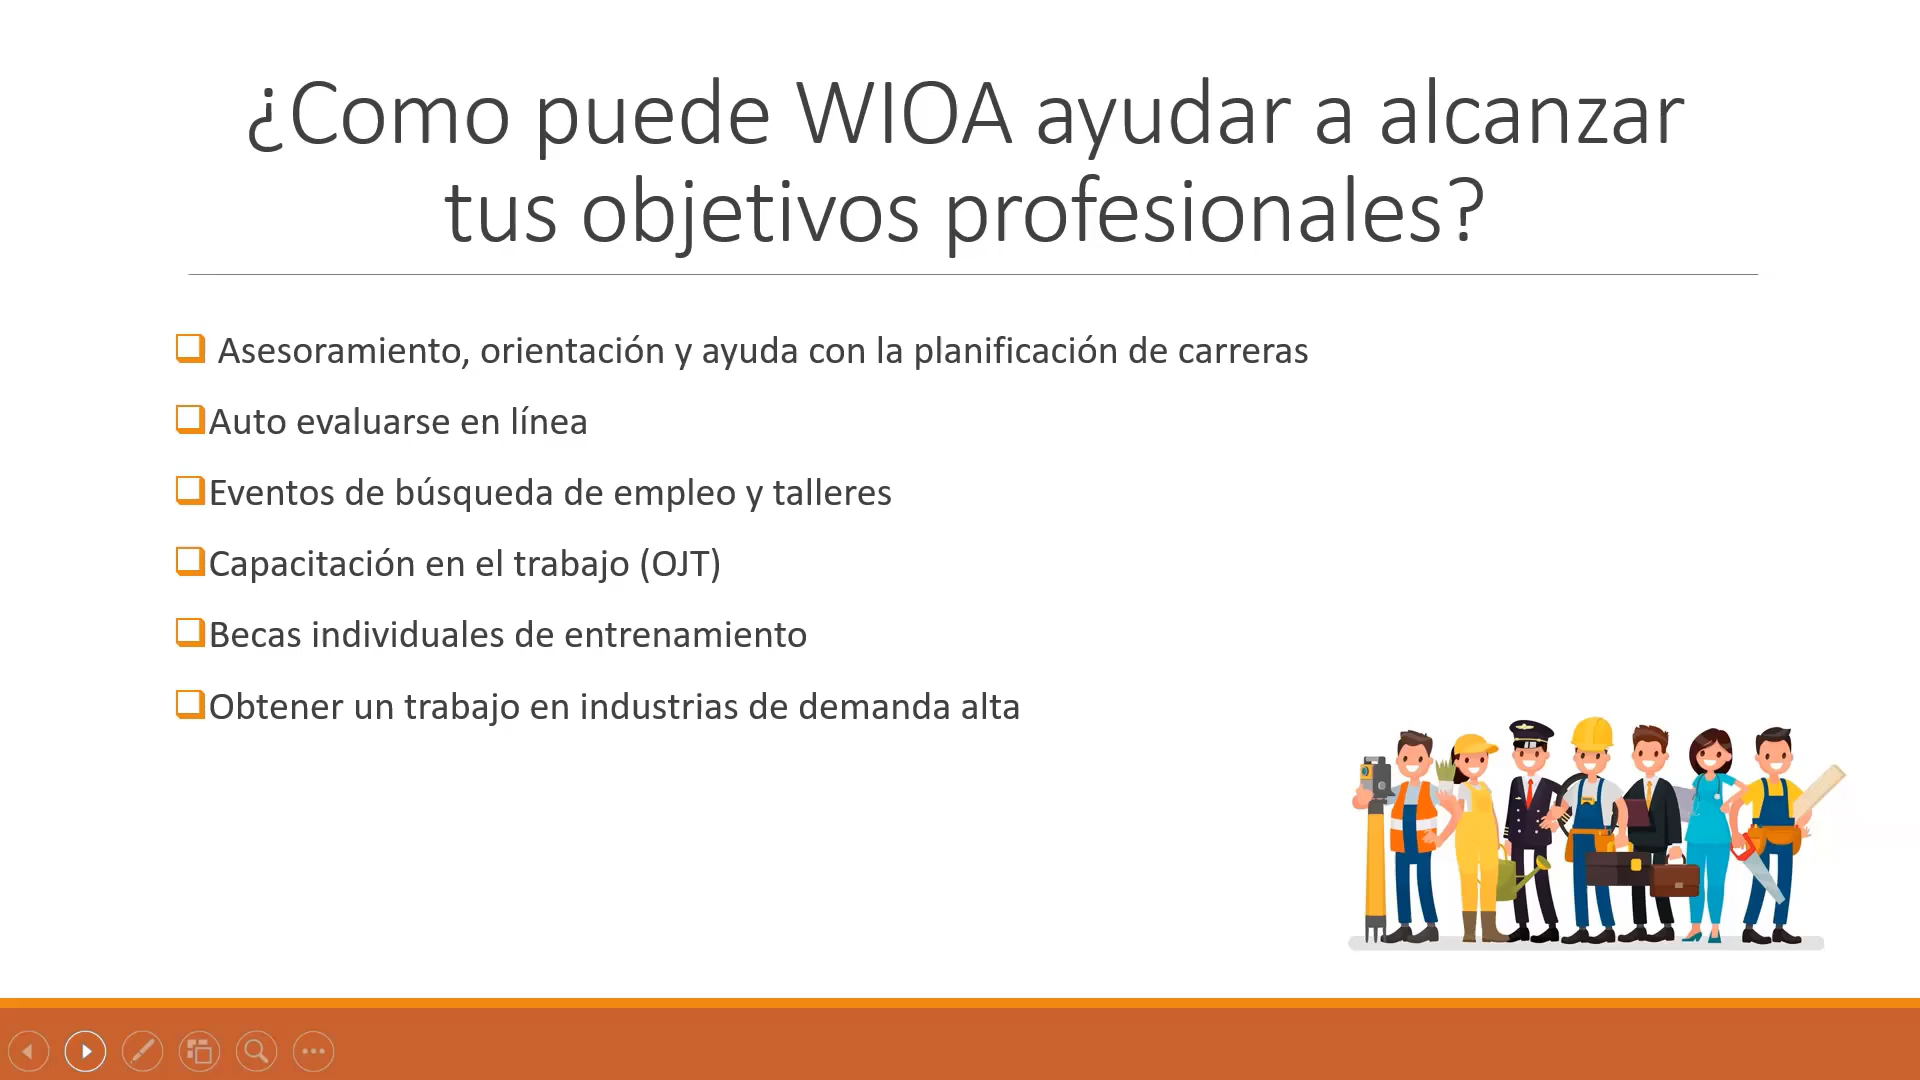 ¿Como puede WIOA ayudar a alcanzar
tus objetivos profesionales?
Asesoramiento, orientación y ayuda con la planificación de carreras
Auto evaluarse en línea
Eventos de búsqueda de empleo y talleres
Capacitación en el trabajo (OJT)
Becas individuales de entrenamiento
Obtener un trabajo en industrias de demanda alta